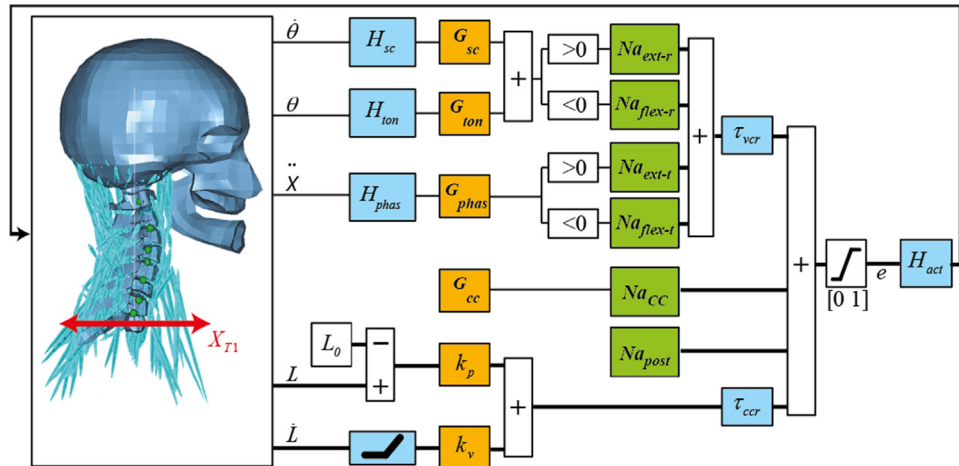 θ̇ H_sc G_sc >0 Na_ext-r
+
<0 Na_flex-r
θ H_ton G_ton
+ τ_vcr
Ẍ H_phas G_phas >0 Na_ext-t
<0 Na_flex-t
+ e H_act
[0 1]
G_cc Na_CC
X_T1
L_0 − k_p Na_post
L +
+ τ_ccr
L̇ k_v